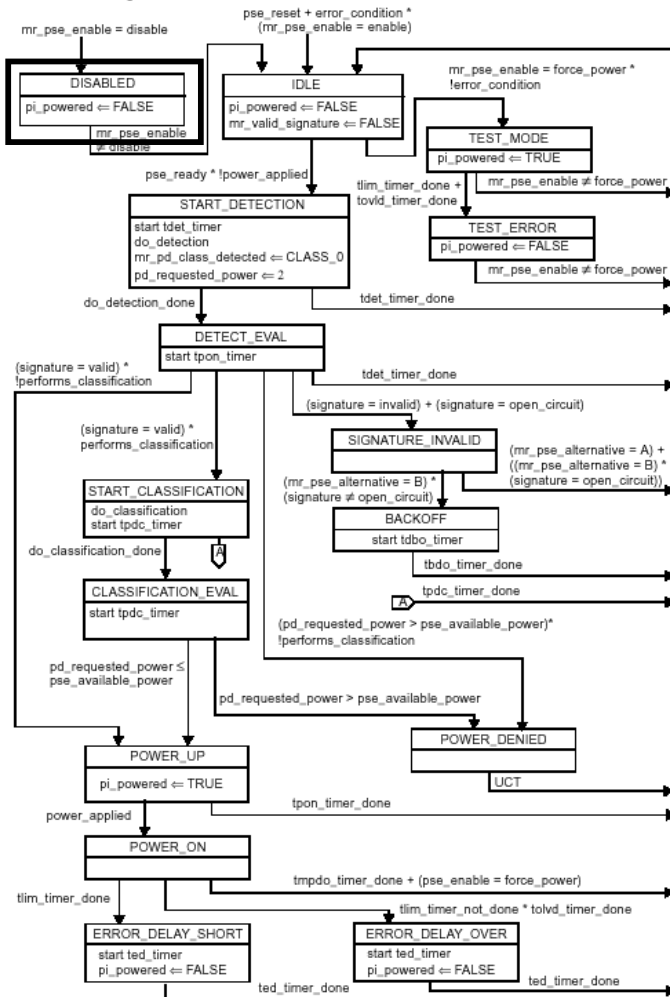 pse_reset + error_condition *
(mr_pse_enable = enable)
mr_pse_enable = disable
DISABLED
pi_powered ⇐ FALSE
mr_pse_enable
≠ disable
IDLE
pi_powered ⇐ FALSE
mr_valid_signature ⇐ FALSE
mr_pse_enable = force_power *
!error_condition
TEST_MODE
pi_powered ⇐ TRUE
mr_pse_enable ≠ force_power
tlim_timer_done +
tovld_timer_done
TEST_ERROR
pi_powered ⇐ FALSE
mr_pse_enable ≠ force_power
pse_ready * !power_applied
START_DETECTION
start tdet_timer
do_detection
mr_pd_class_detected ⇐ CLASS_0
pd_requested_power ⇐ 2
do_detection_done
tdet_timer_done
DETECT_EVAL
start tpon_timer
tdet_timer_done
(signature = valid) *
!performs_classification
(signature = invalid) + (signature = open_circuit)
(signature = valid) *
performs_classification
SIGNATURE_INVALID
(mr_pse_alternative = A) +
((mr_pse_alternative = B) *
(signature = open_circuit))
(mr_pse_alternative = B) *
(signature ≠ open_circuit)
START_CLASSIFICATION
do_classification
start tpdc_timer
A
BACKOFF
start tdbo_timer
tbdo_timer_done
do_classification_done
A
tpdc_timer_done
CLASSIFICATION_EVAL
start tpdc_timer
(pd_requested_power > pse_available_power)*
!performs_classification
pd_requested_power ≤
pse_available_power
pd_requested_power > pse_available_power
POWER_DENIED
UCT
POWER_UP
pi_powered ⇐ TRUE
tpon_timer_done
power_applied
POWER_ON
tmpdo_timer_done + (pse_enable = force_power)
tlim_timer_done
tlim_timer_not_done * tolvd_timer_done
ERROR_DELAY_SHORT
start ted_timer
pi_powered ⇐ FALSE
ERROR_DELAY_OVER
start ted_timer
pi_powered ⇐ FALSE
ted_timer_done
ted_timer_done